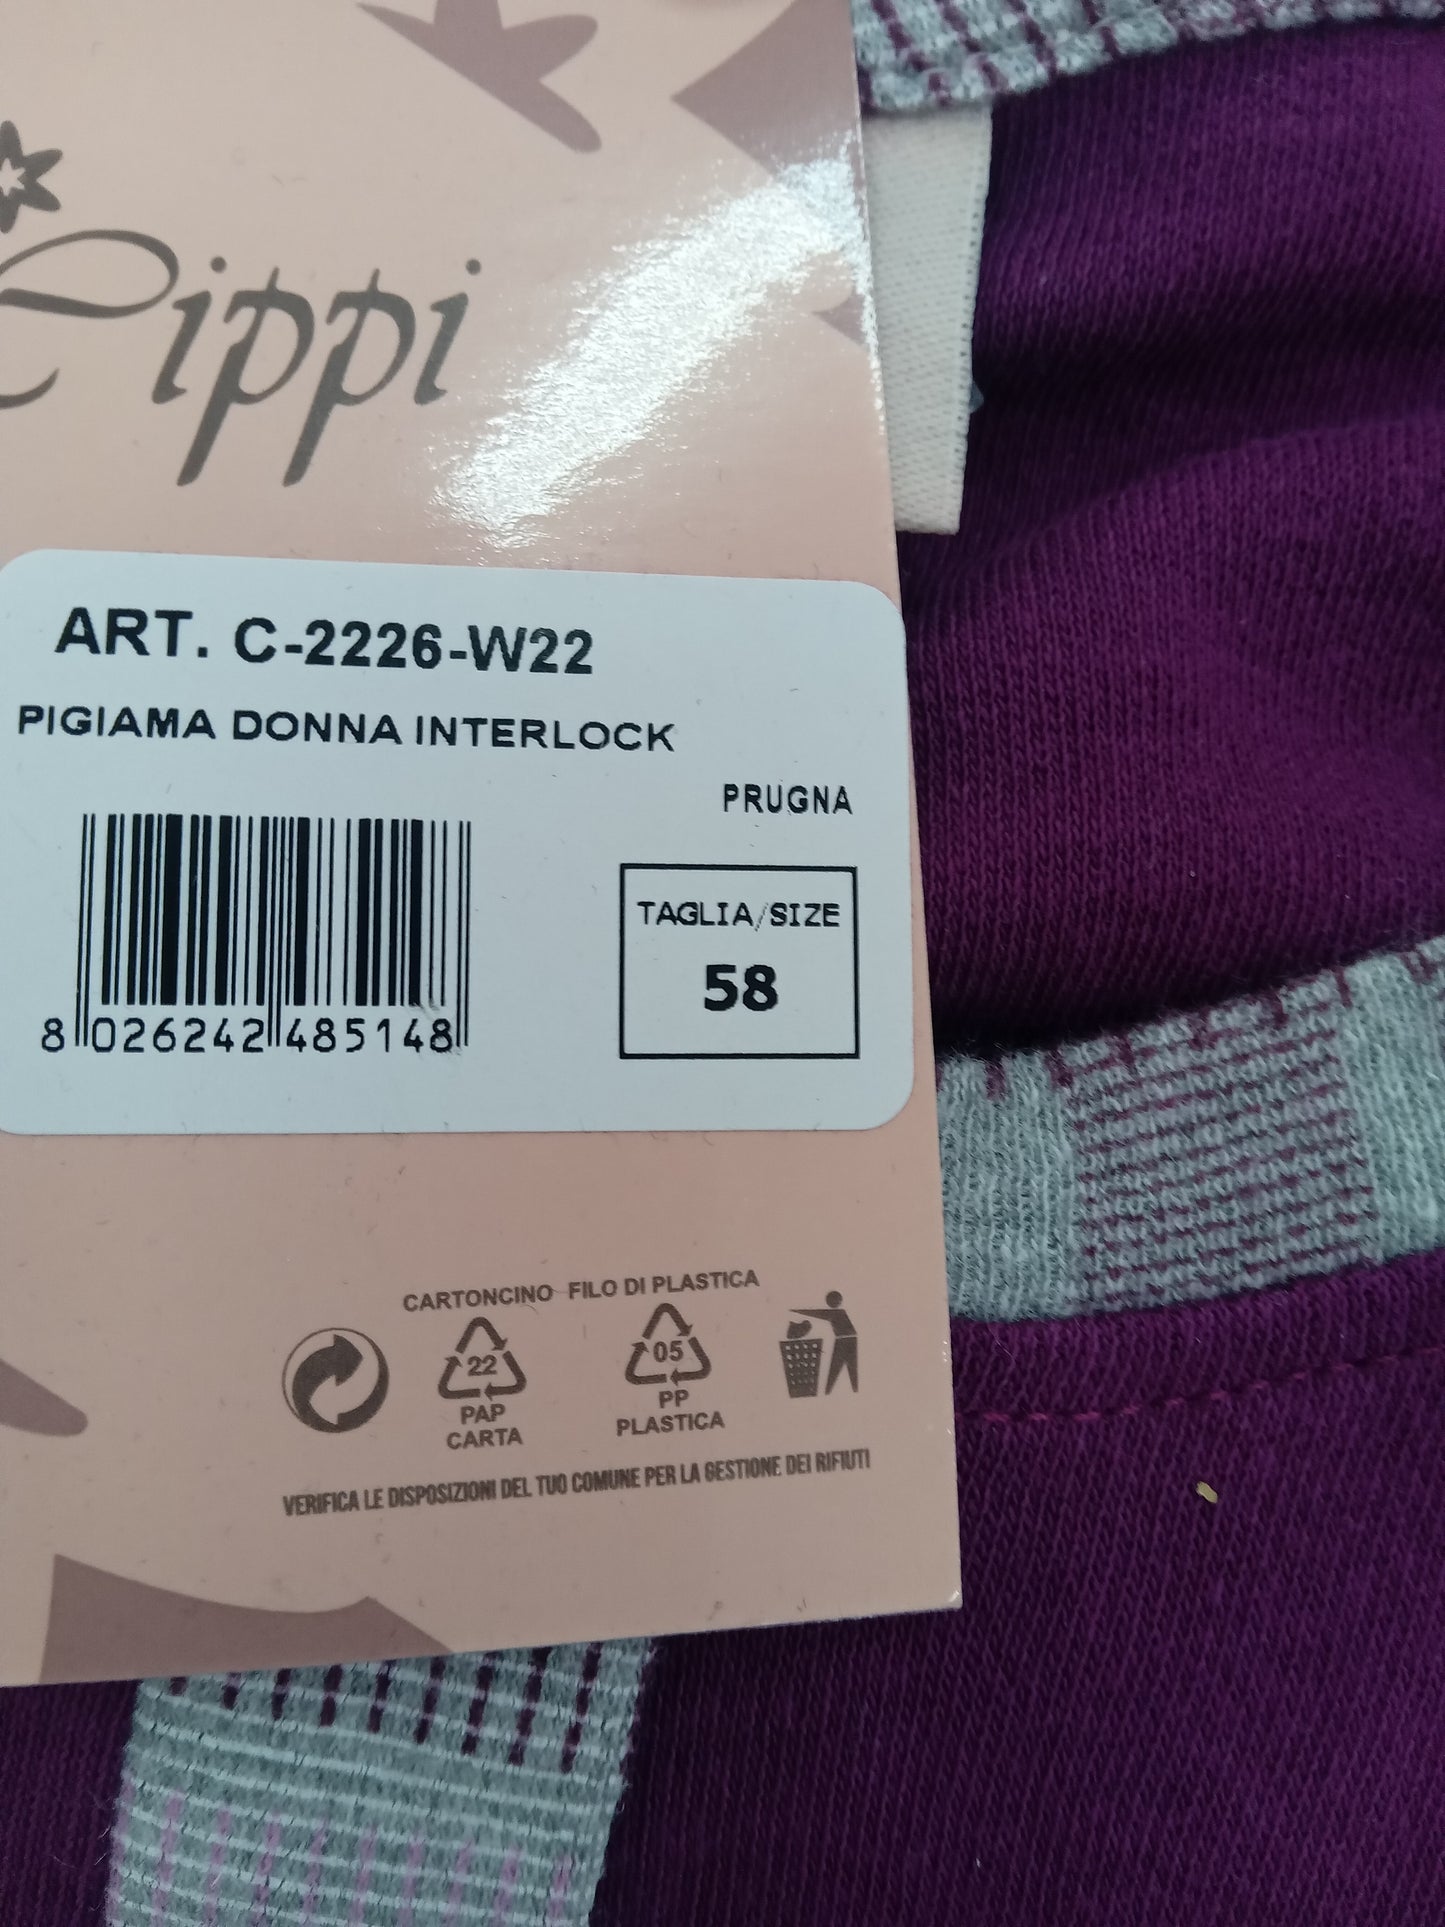 Cippi
ART. C-2226-W22
PIGIAMA DONNA INTERLOCK
PRUGNA
TAGLIA/SIZE
58
8 026242 485148
CARTONCINO FILO DI PLASTICA
22 05
PAP PP
CARTA PLASTICA
VERIFICA LE DISPOSIZIONI DEL TUO COMUNE PER LA GESTIONE DEI RIFIUTI